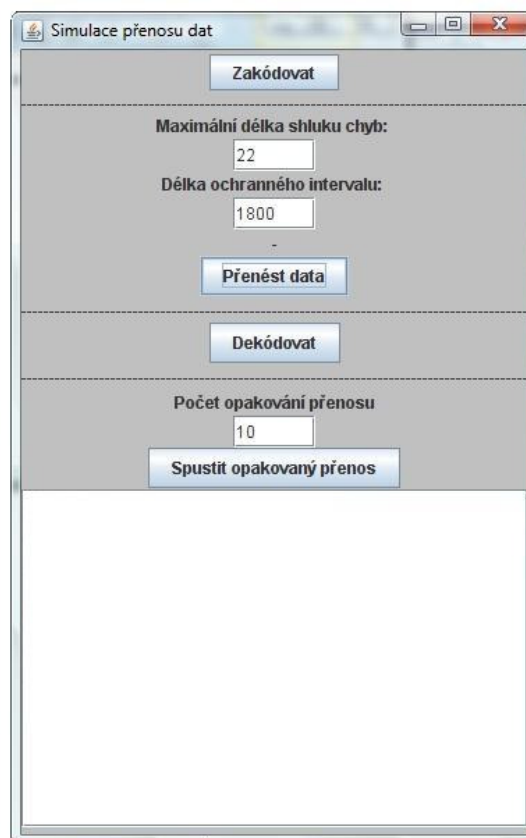 Simulace přenosu dat
Zakódovat
Maximální délka shluku chyb:
22
Délka ochranného intervalu:
1800
-
Přenést data
Dekódovat
Počet opakování přenosu
10
Spustit opakovaný přenos